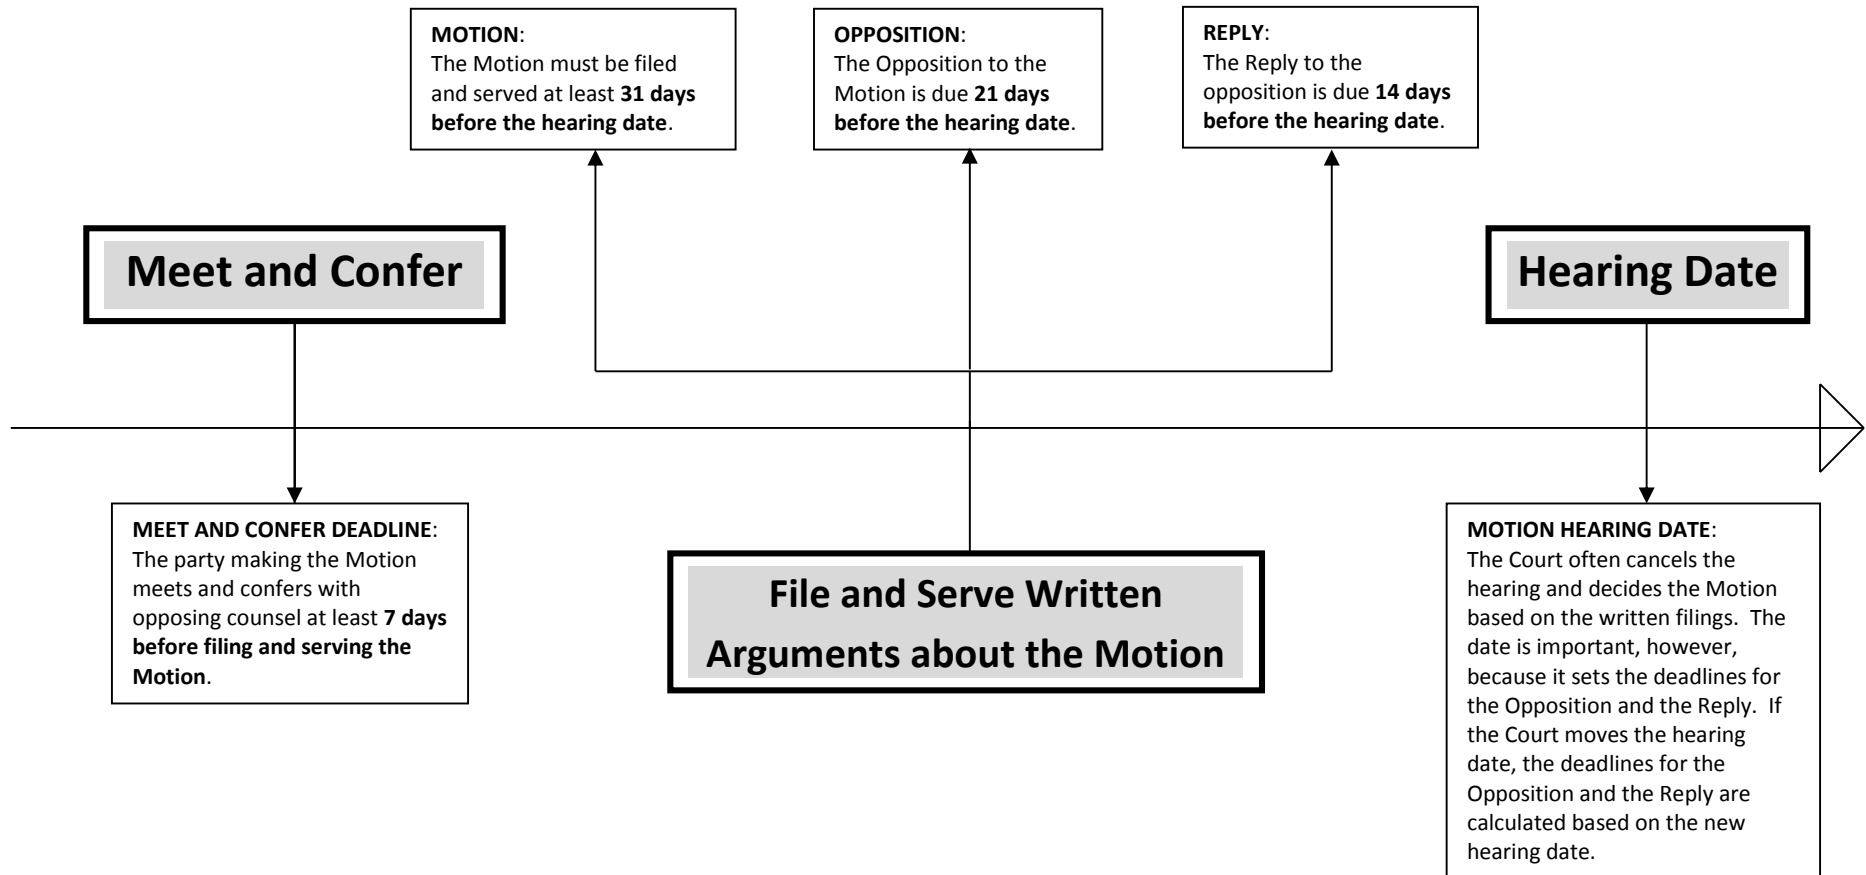 MOTION:
The Motion must be filed
and served at least 31 days
before the hearing date.
OPPOSITION:
The Opposition to the
Motion is due 21 days
before the hearing date.
REPLY:
The Reply to the
opposition is due 14 days
before the hearing date.
Meet and Confer
Hearing Date
MEET AND CONFER DEADLINE:
The party making the Motion
meets and confers with
opposing counsel at least 7 days
before filing and serving the
Motion.
File and Serve Written
Arguments about the Motion
MOTION HEARING DATE:
The Court often cancels the
hearing and decides the Motion
based on the written filings.  The
date is important, however,
because it sets the deadlines for
the Opposition and the Reply.  If
the Court moves the hearing
date, the deadlines for the
Opposition and the Reply are
calculated based on the new
hearing date.